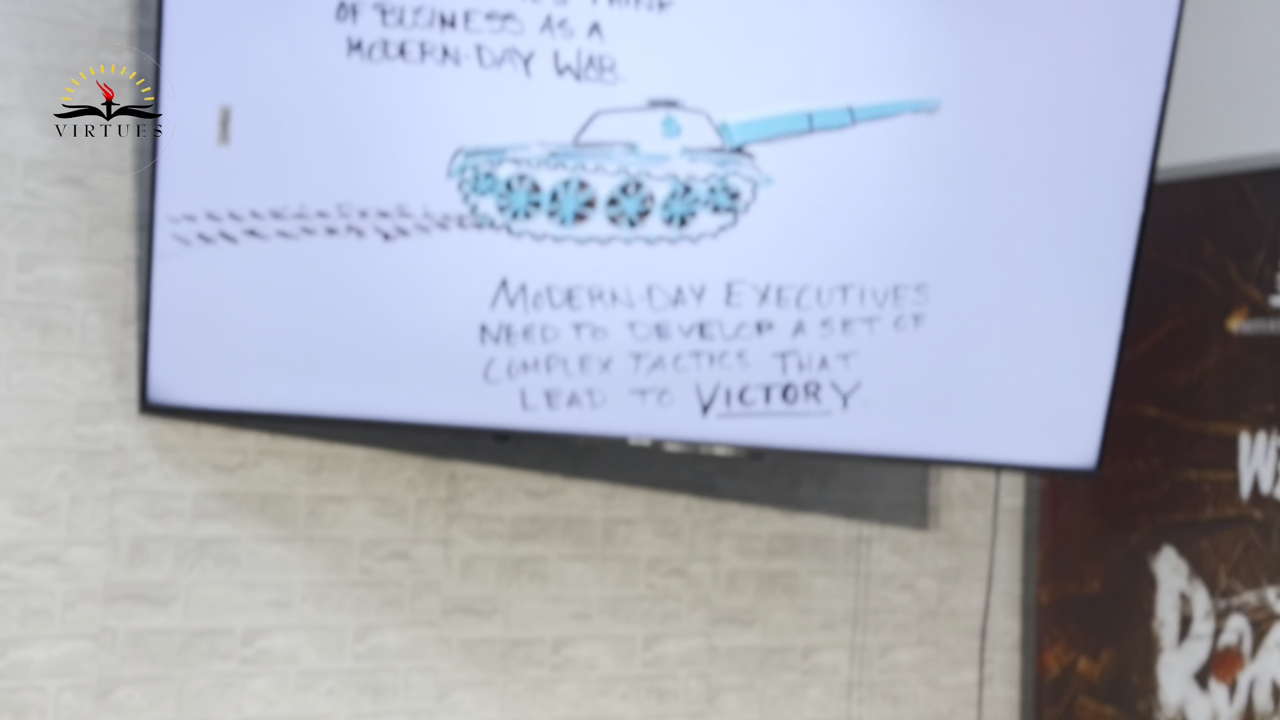 THINK
OF BUSINESS AS A
MODERN-DAY WAR.
VIRTUES
MODERN-DAY EXECUTIVES
NEED TO DEVELOP A SET OF
COMPLEX TACTICS THAT
LEAD TO VICTORY